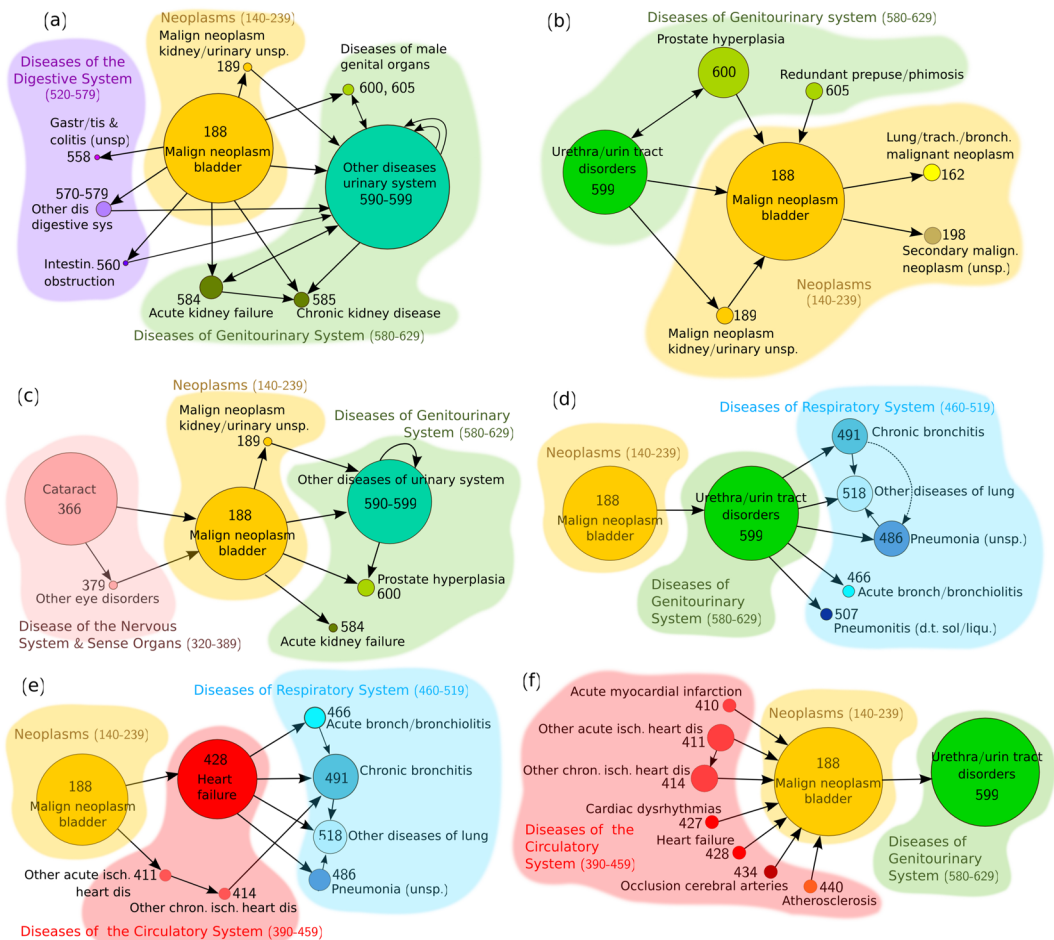 (a)
Neoplasms (140-239)
Malign neoplasm
kidney/urinary unsp.
189
Diseases of the
Digestive System
(520-579)
Diseases of male
genital organs
600, 605
Gastr/tis &
colitis (unsp)
558
188
Malign neoplasm
bladder
Other diseases
urinary system
590-599
570-579
Other dis
digestive sys
Intestin. 560
obstruction
584
Acute kidney failure
585
Chronic kidney disease
Diseases of Genitourinary System (580-629)
(b)
Diseases of Genitourinary system (580-629)
Prostate hyperplasia
600
Redundant prepuse/phimosis
605
Urethra/urin tract
disorders
599
188
Malign neoplasm
bladder
Lung/trach./bronch.
malignant neoplasm
162
198
Secondary malign.
neoplasm (unsp.)
Neoplasms
(140-239)
189
Malign neoplasm
kidney/urinary unsp.
(c)
Neoplasms (140-239)
Malign neoplasm
kidney/urinary unsp.
189
Diseases of Genitourinary
System (580-629)
Cataract
366
Other diseases of urinary system
590-599
188
Malign neoplasm
bladder
379
Other eye disorders
Prostate hyperplasia
600
584
Acute kidney failure
Disease of the Nervous
System & Sense Organs (320-389)
(d)
Diseases of Respiratory System (460-519)
491
Chronic bronchitis
Neoplasms (140-239)
188
Malign neoplasm
bladder
Urethra/urin tract
disorders
599
518
Other diseases of lung
486
Pneumonia (unsp.)
466
Acute bronch/bronchiolitis
507
Pneumonitis (d.t. sol/liqu.)
Diseases of
Genitourinary
System (580-629)
(e)
Diseases of Respiratory System (460-519)
466
Acute bronch/bronchiolitis
Neoplasms (140-239)
188
Malign neoplasm
bladder
428
Heart
failure
491
Chronic bronchitis
518
Other diseases of lung
486
Pneumonia (unsp.)
Other acute isch. 411
heart dis
414
Other chron. isch. heart dis
Diseases of the Circulatory System (390-459)
(f)
Acute myocardial infarction
410
Other acute isch heart dis
411
Other chron. isch. heart dis
414
Neoplasms (140-239)
188
Malign neoplasm
bladder
Urethra/urin tract
disorders
599
Cardiac dysrhythmias
427
Heart failure
428
434
Occlusion cerebral arteries
440
Atherosclerosis
Diseases of the
Circulatory
System (390-459)
Diseases of
Genitourinary
System (580-629)